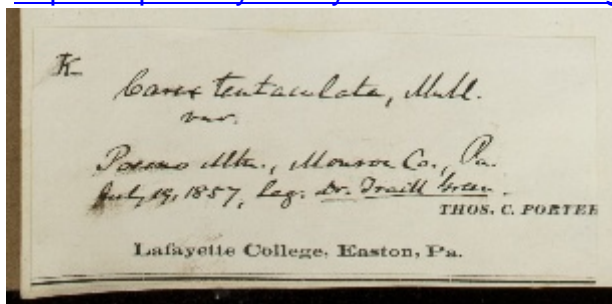 K
Carex tentaculata, Muhl.
var.
Pocono Mtn., Monroe Co., Pa.
July 19, 1857, leg. Dr. Traill Green.
THOS. C. PORTER
Lafayette College, Easton, Pa.